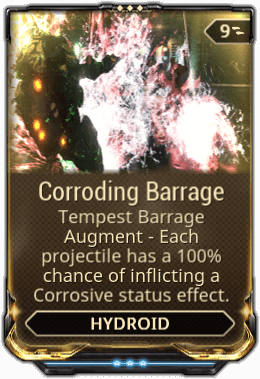 9
Corroding Barrage
Tempest Barrage
Augment - Each
projectile has a 100%
chance of inflicting a
Corrosive status effect.
HYDROID